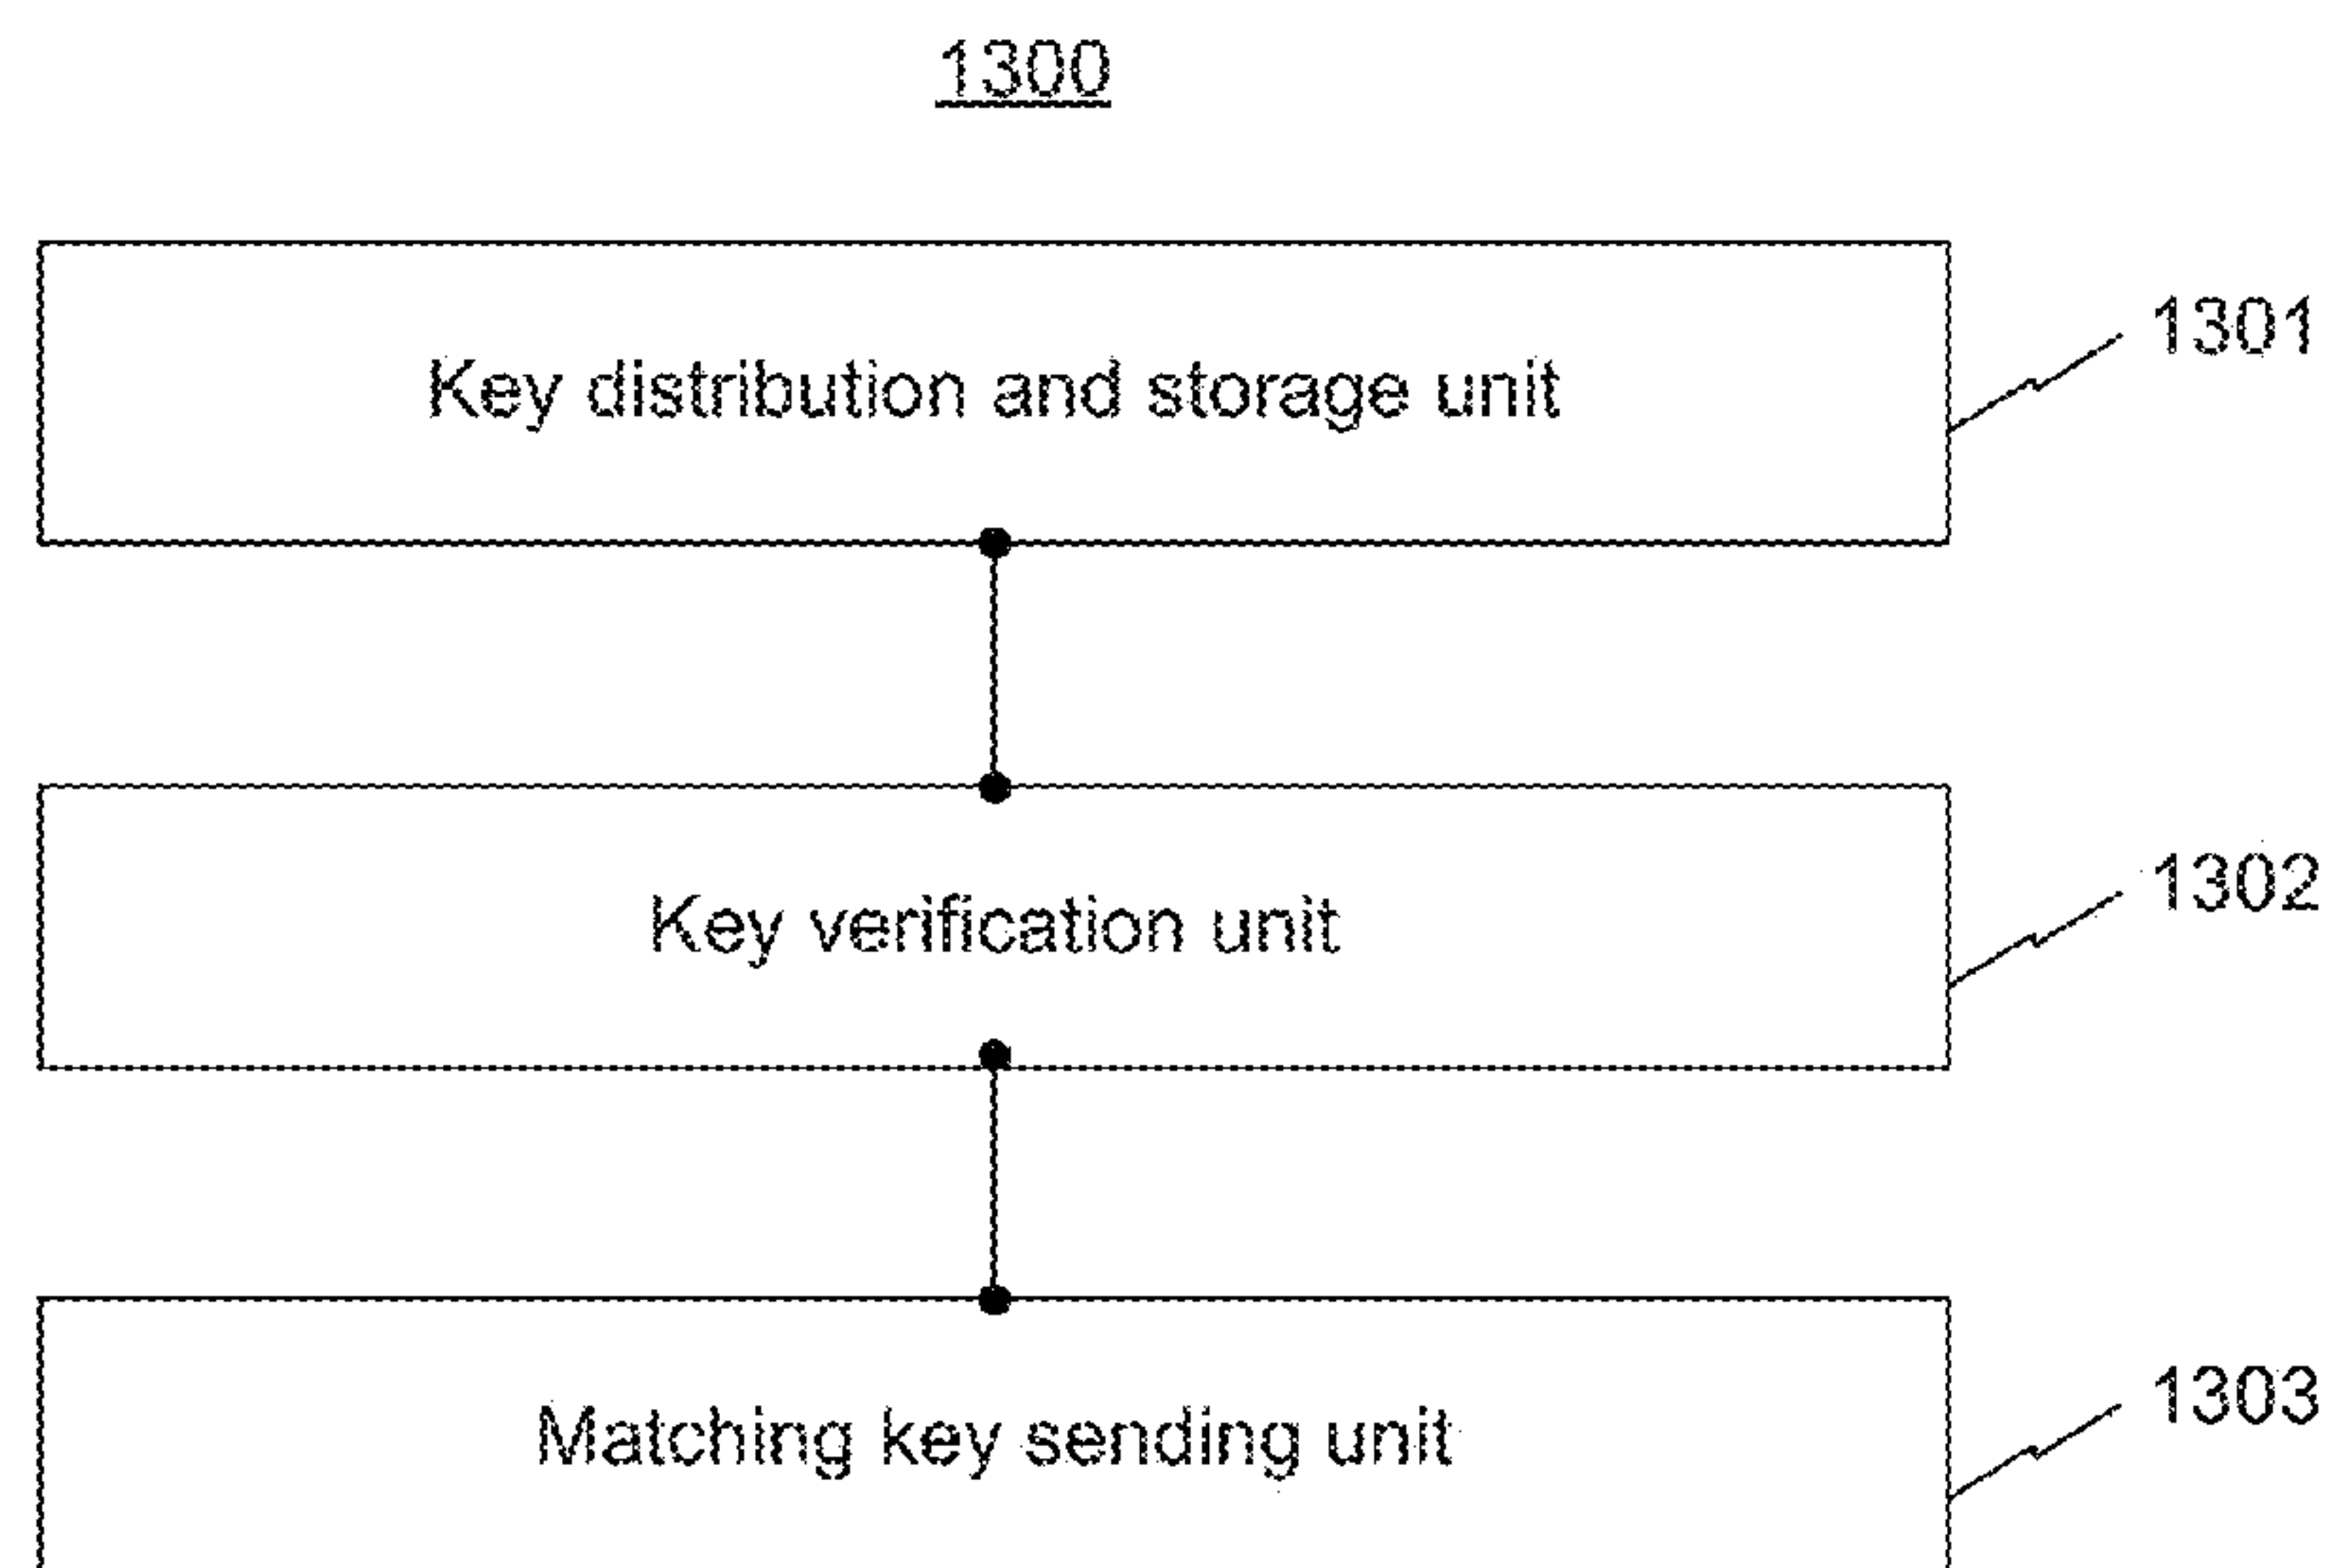 1300
Key distribution and storage unit
1301
Key verification unit
1302
Matching key sending unit
1303